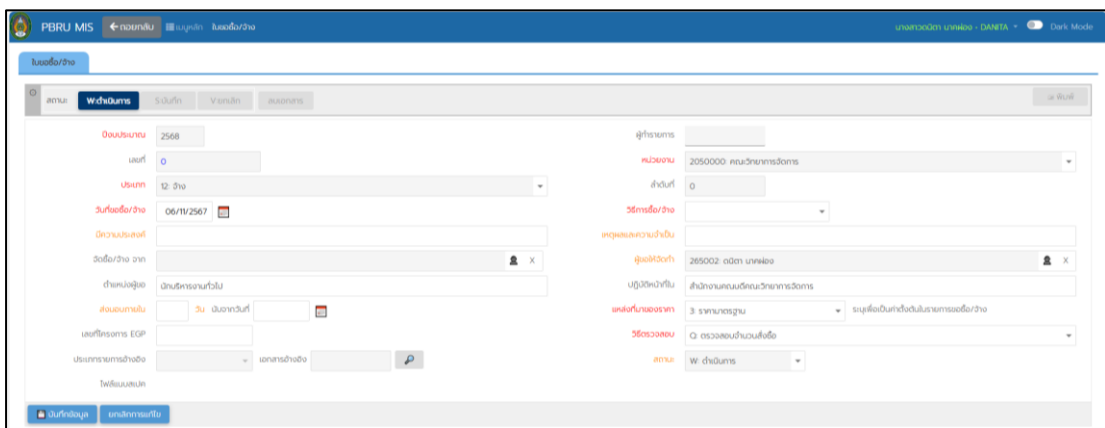 PBRU MIS ถอยกลับ เมนูหลัก ใบขอซื้อ/จ้าง นางสาวดนิตา นาคผ่อง - DANITA Dark Mode
ใบขอซื้อ/จ้าง
สถานะ W:ดำเนินการ S:บันทึก V:ยกเลิก ลบเอกสาร พิมพ์
ปีงบประมาณ 2568 ผู้ทำรายการ
เลขที่ 0 หน่วยงาน 2050000: คณะวิทยาการจัดการ
ประเภท 12: จ้าง ลำดับที่ 0
วันที่ขอซื้อ/จ้าง 06/11/2567 วิธีการซื้อ/จ้าง
มีความประสงค์ เหตุผลและความจำเป็น
จัดซื้อ/จ้าง จาก X ผู้ขอให้จัดทำ 265002: ดนิตา นาคผ่อง X
ตำแหน่งผู้ขอ นักบริหารงานทั่วไป ปฏิบัติหน้าที่ใน สำนักงานคณบดีคณะวิทยาการจัดการ
ส่งมอบภายใน วัน นับจากวันที่ แหล่งที่มาของราคา 3: ราคามาตรฐาน ระบุเพื่อเป็นค่าตั้งต้นในรายการขอซื้อ/จ้าง
เลขที่โครงการ EGP วิธีตรวจสอบ Q: ตรวจสอบจำนวนสั่งซื้อ
ประเภทรายการอ้างอิง เอกสารอ้างอิง สถานะ W: ดำเนินการ
ไฟล์แนบสเปค
บันทึกข้อมูล ยกเลิกการแก้ไข